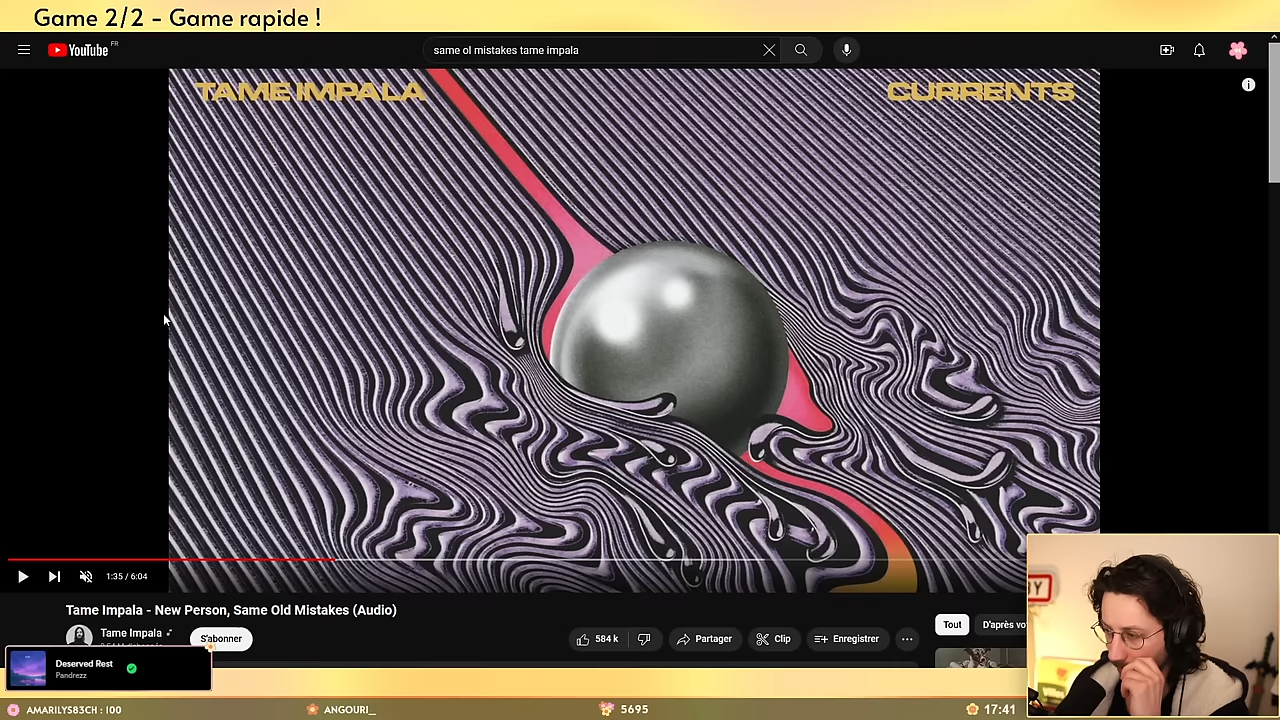 Game 2/2 - Game rapide !
YouTube FR
same ol mistakes tame impala
TAME IMPALA
CURRENTS
1:35 / 6:04
Tame Impala - New Person, Same Old Mistakes (Audio)
Tame Impala
S'abonner
584 k
Partager
Clip
Enregistrer
Tout
D'après vo
Deserved Rest
Pandrezz
AMARILYS83CH : 100
ANGOURI_
5695
17:41